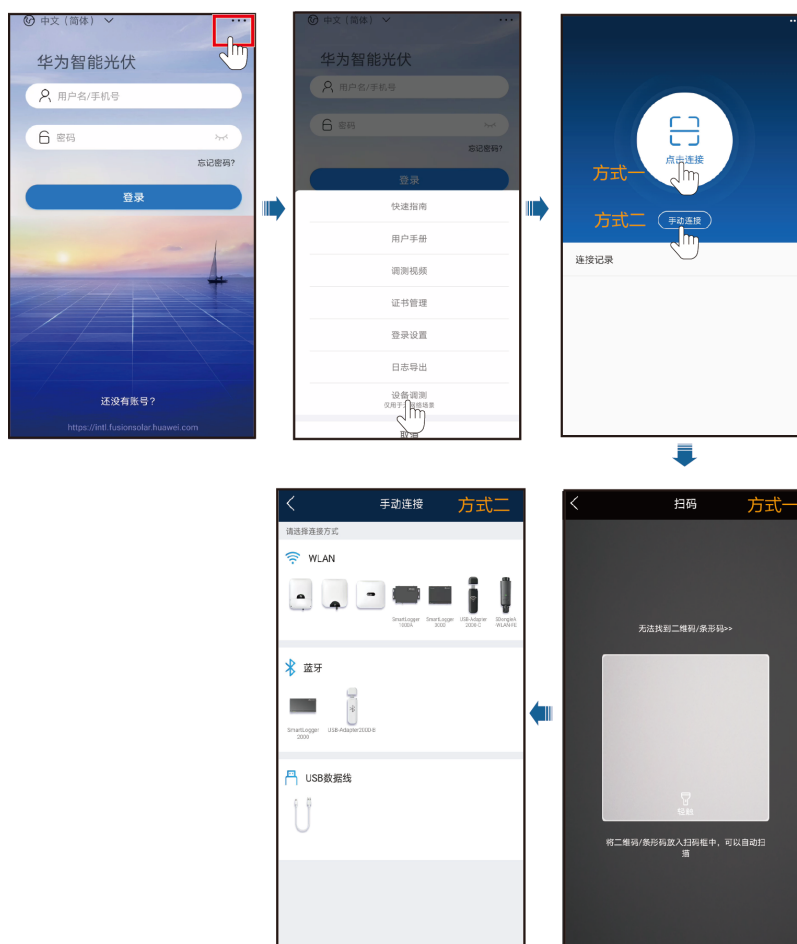 中文（简体）
华为智能光伏
用户名/手机号
密码
忘记密码?
登录
还没有账号？
https://intl.fusionsolar.huawei.com
中文（简体）
华为智能光伏
用户名/手机号
密码
忘记密码?
登录
快速指南
用户手册
调测视频
证书管理
登录设置
日志导出
设备调测
仅用于
场景
取消
点击连接
方式一
方式二
手动连接
连接记录
手动连接
方式二
请选择连接方式
WLAN
SmartLogger
1000A
SmartLogger
3000
USB-Adapter
2000-C
SDongleA
WLAN-FE
蓝牙
SmartLogger
2000
USB-Adapter2000-B
USB数据线
扫码
方式一
无法找到二维码/条形码>>
轻触
将二维码/条形码放入扫码框中，可以自动扫
描